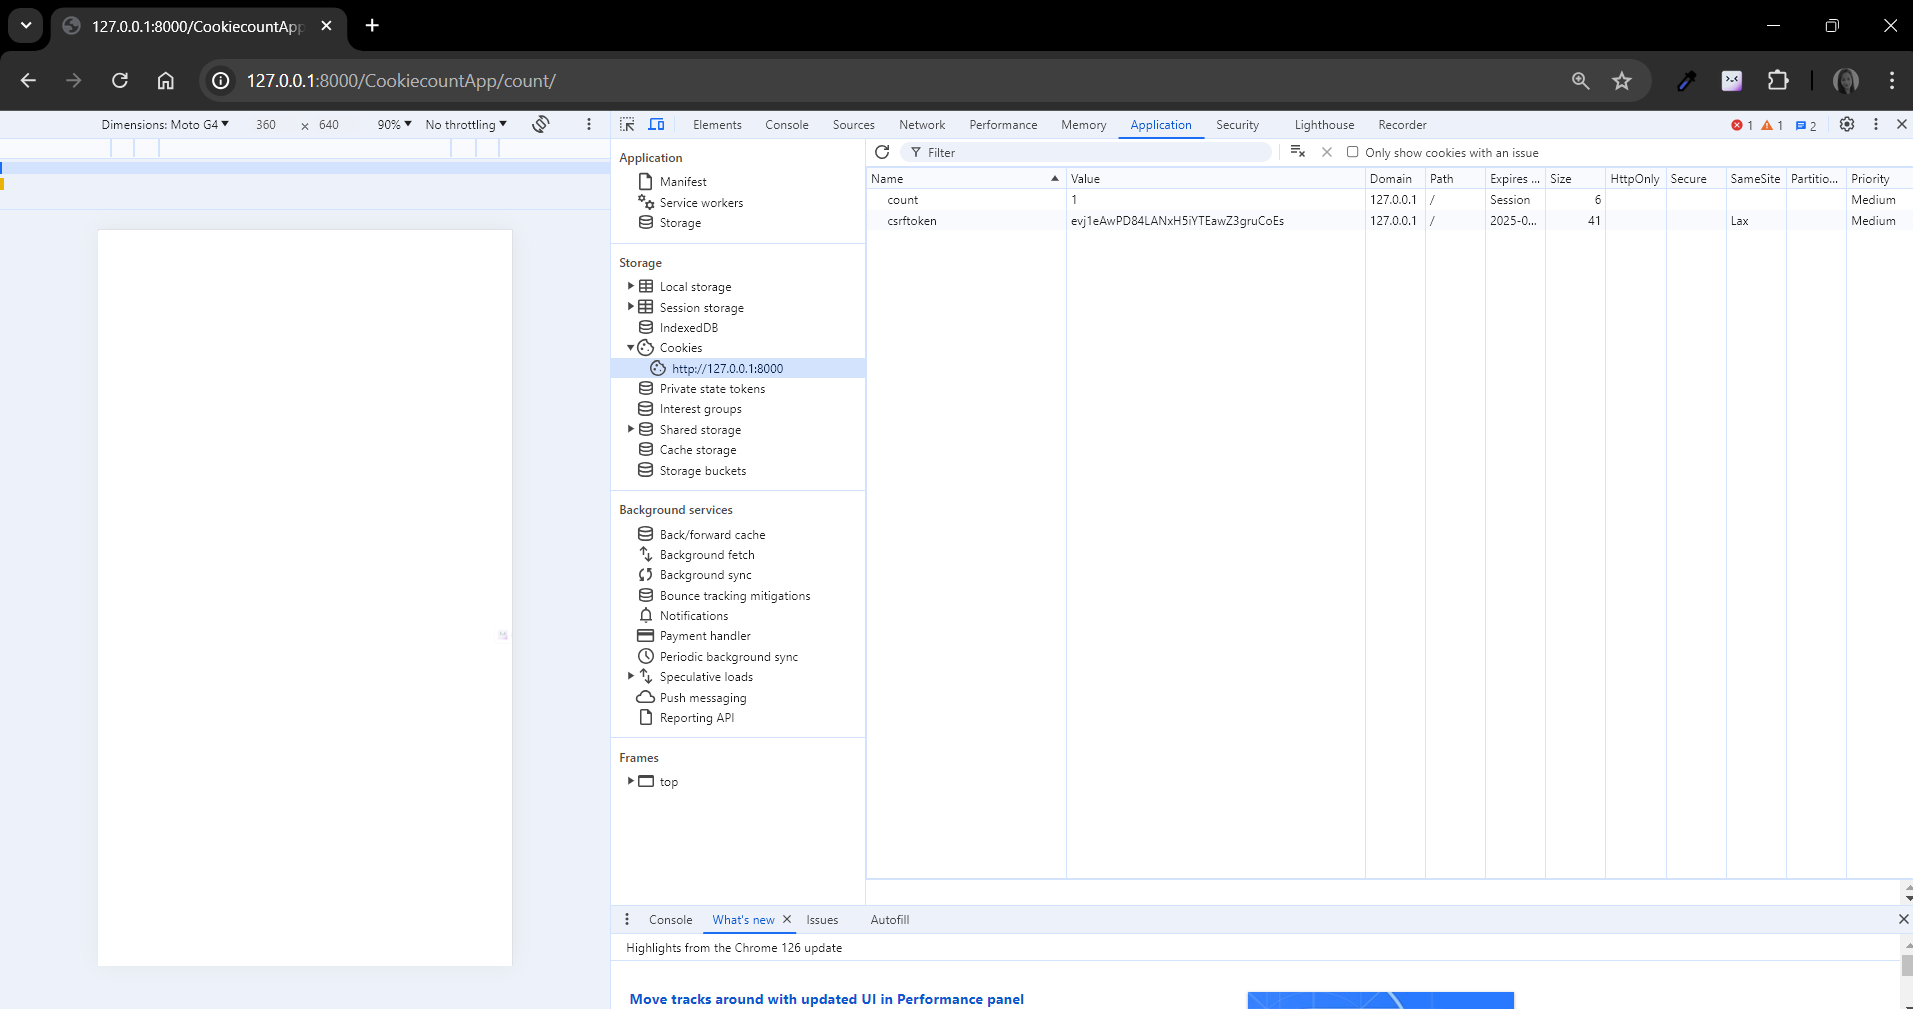 127.0.0.1:8000/CookiecountApp
127.0.0.1:8000/CookiecountApp/count/
Dimensions: Moto G4 360 x 640 90% No throttling
Elements Console Sources Network Performance Memory Application Security Lighthouse Recorder 1 1 2
Application
Manifest
Service workers
Storage
Storage
Local storage
Session storage
IndexedDB
Cookies
http://127.0.0.1:8000
Private state tokens
Interest groups
Shared storage
Cache storage
Storage buckets
Background services
Back/forward cache
Background fetch
Background sync
Bounce tracking mitigations
Notifications
Payment handler
Periodic background sync
Speculative loads
Push messaging
Reporting API
Frames
top
Filter Only show cookies with an issue
Name Value Domain Path Expires ... Size HttpOnly Secure SameSite Partitio... Priority
count 1 127.0.0.1 / Session 6 Medium
csrftoken evj1eAwPD84LANxH5iYTEawZ3gruCoEs 127.0.0.1 / 2025-0... 41 Lax Medium
Console What's new Issues Autofill
Highlights from the Chrome 126 update
Move tracks around with updated UI in Performance panel